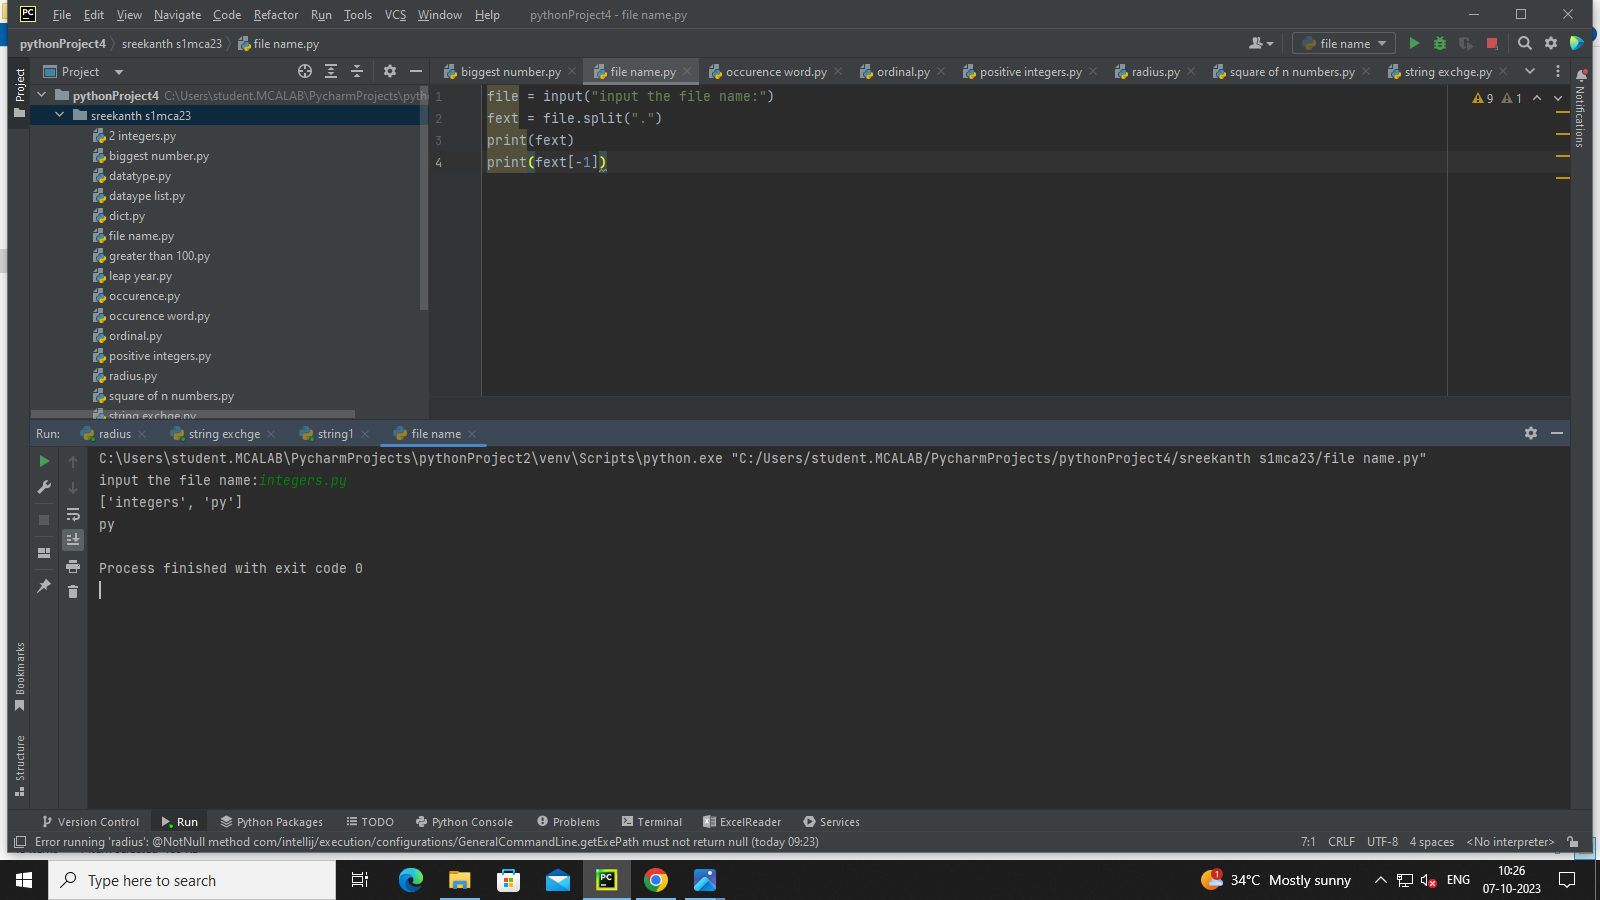 PC File Edit View Navigate Code Refactor Run Tools VCS Window Help pythonProject4 - file name.py
pythonProject4 sreekanth s1mca23 file name.py file name
Project Project
biggest number.py file name.py occurence word.py ordinal.py positive integers.py radius.py square of n numbers.py string exchge.py
pythonProject4 C:\Users\student.MCALAB\PycharmProjects\pyth
sreekanth s1mca23
2 integers.py
biggest number.py
datatype.py
dataype list.py
dict.py
file name.py
greater than 100.py
leap year.py
occurence.py
occurence word.py
ordinal.py
positive integers.py
radius.py
square of n numbers.py
string exchge.py
1 file = input("input the file name:")
2 fext = file.split(".")
3 print(fext)
4 print(fext[-1])
9 1
Notifications
Run: radius string exchge string1 file name
C:\Users\student.MCALAB\PycharmProjects\pythonProject2\venv\Scripts\python.exe "C:/Users/student.MCALAB/PycharmProjects/pythonProject4/sreekanth s1mca23/file name.py"
input the file name:integers.py
['integers', 'py']
py
Process finished with exit code 0
Bookmarks
Structure
Version Control Run Python Packages TODO Python Console Problems Terminal ExcelReader Services
Error running 'radius': @NotNull method com/intellij/execution/configurations/GeneralCommandLine.getExePath must not return null (today 09:23) 7:1 CRLF UTF-8 4 spaces <No interpreter>
Type here to search PC 1 34°C Mostly sunny ENG 10:26
07-10-2023